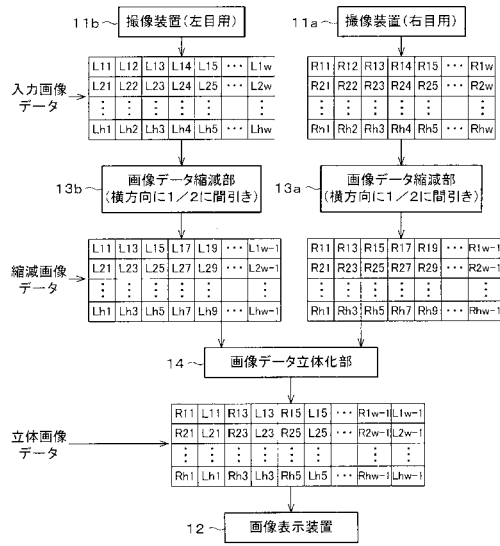 11b 撮像装置(左目用)
11a 撮像装置(右目用)
入力画像
データ
L11 L12 L13 L14 L15 ⋯ L1w
L21 L22 L23 L24 L25 ⋯ L2w
⋮ ⋮ ⋮ ⋮ ⋮ ⋮
Lh1 Lh2 Lh3 Lh4 Lh5 ⋯ Lhw
R11 R12 R13 R14 R15 ⋯ R1w
R21 R22 R23 R24 R25 ⋯ R2w
⋮ ⋮ ⋮ ⋮ ⋮ ⋮
Rh1 Rh2 Rh3 Rh4 Rh5 ⋯ Rhw
13b 画像データ縮減部
(横方向に1/2に間引き)
13a 画像データ縮減部
(横方向に1/2に間引き)
縮減画像
データ
L11 L13 L15 L17 L19 ⋯ L1w-1
L21 L23 L25 L27 L29 ⋯ L2w-1
⋮ ⋮ ⋮ ⋮ ⋮ ⋮
Lh1 Lh3 Lh5 Lh7 Lh9 ⋯ Lhw-1
R11 R13 R15 R17 R19 ⋯ R1w-1
R21 R23 R25 R27 R29 ⋯ R2w-1
⋮ ⋮ ⋮ ⋮ ⋮ ⋮
Rh1 Rh3 Rh5 Rh7 Rh9 ⋯ Rhw-1
14 画像データ立体化部
立体画像
データ
R11 L11 R13 L13 R15 L15 ⋯ R1w-1 L1w-1
R21 L21 R23 L23 R25 L25 ⋯ R2w-1 L2w-1
⋮ ⋮ ⋮ ⋮ ⋮ ⋮ ⋮ ⋮
Rh1 Lh1 Rh3 Lh3 Rh5 Lh5 ⋯ Rhw-1 Lhw-1
12 画像表示装置